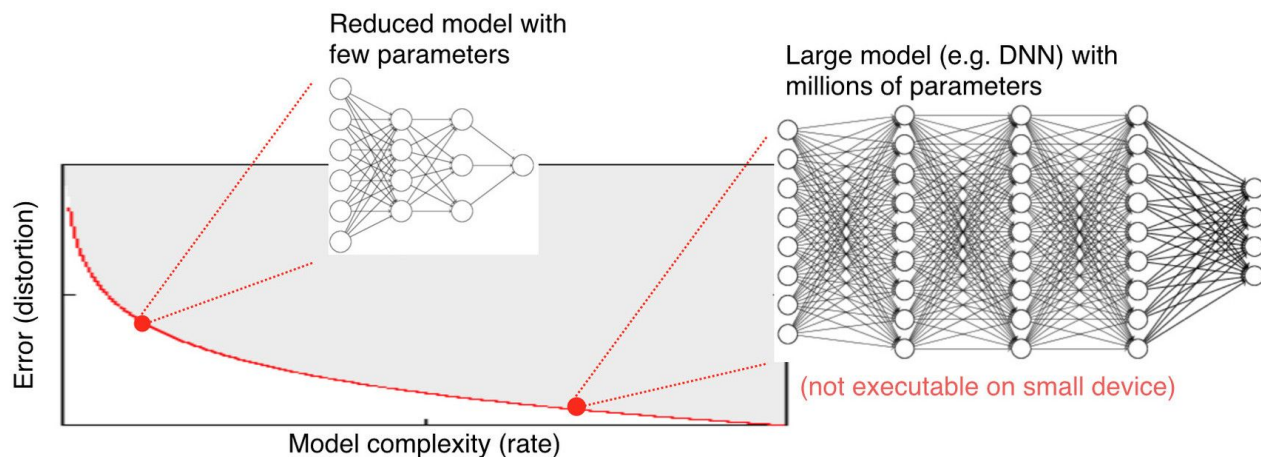 Reduced model with
few parameters
Large model (e.g. DNN) with
millions of parameters
Error (distortion)
(not executable on small device)
Model complexity (rate)